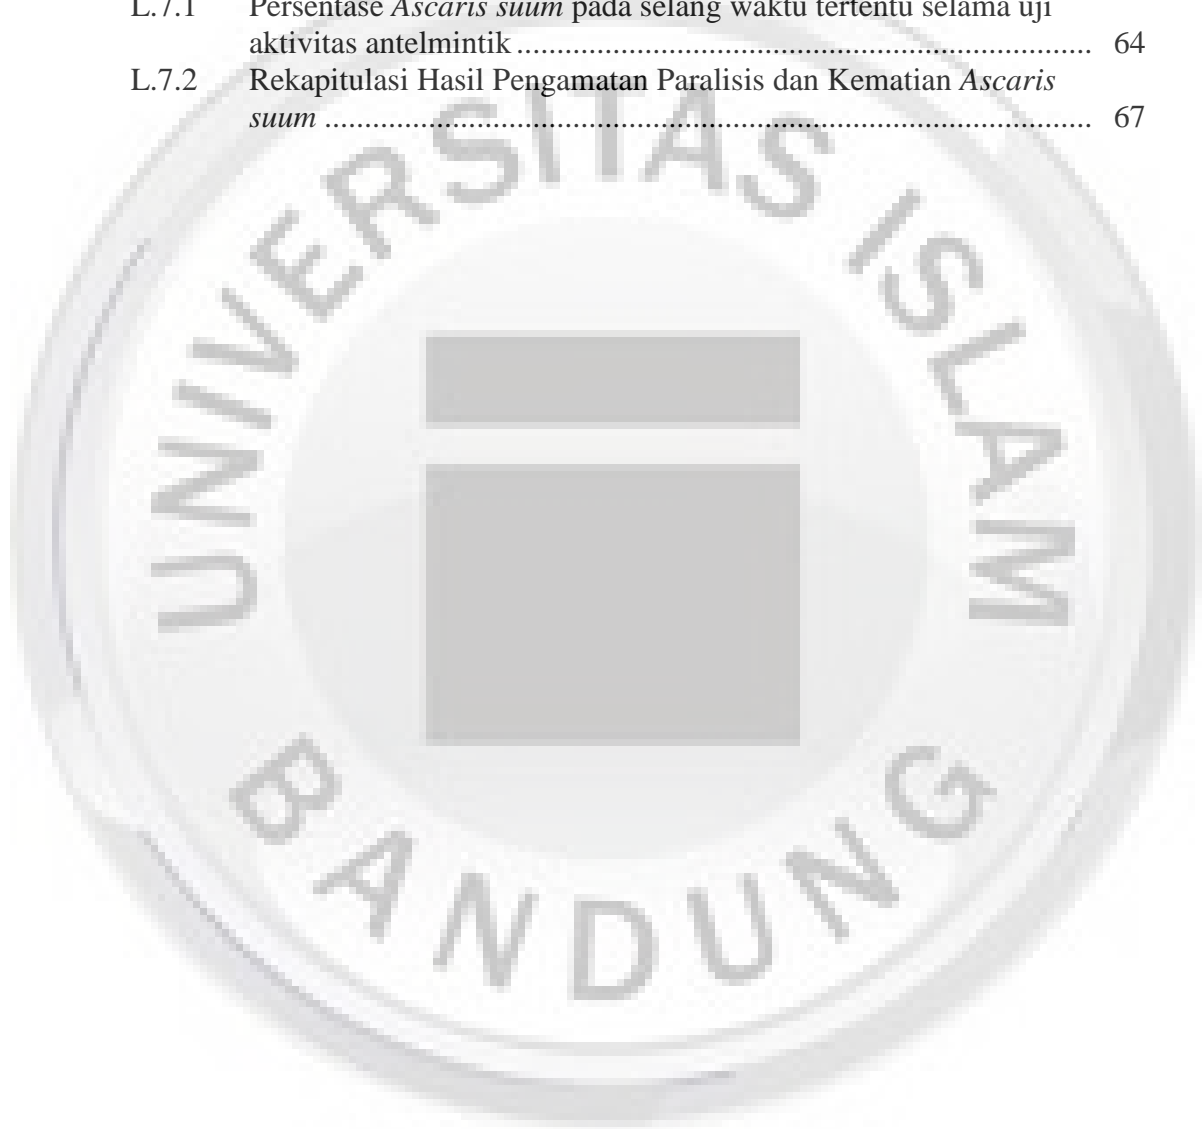 L.7.1 Persentase Ascaris suum pada selang waktu tertentu selama uji
aktivitas antelmintik ................................................................................ 64
L.7.2 Rekapitulasi Hasil Pengamatan Paralisis dan Kematian Ascaris
suum ........................................................................................................... 67
UNIVERSITAS ISLAM
BANDUNG